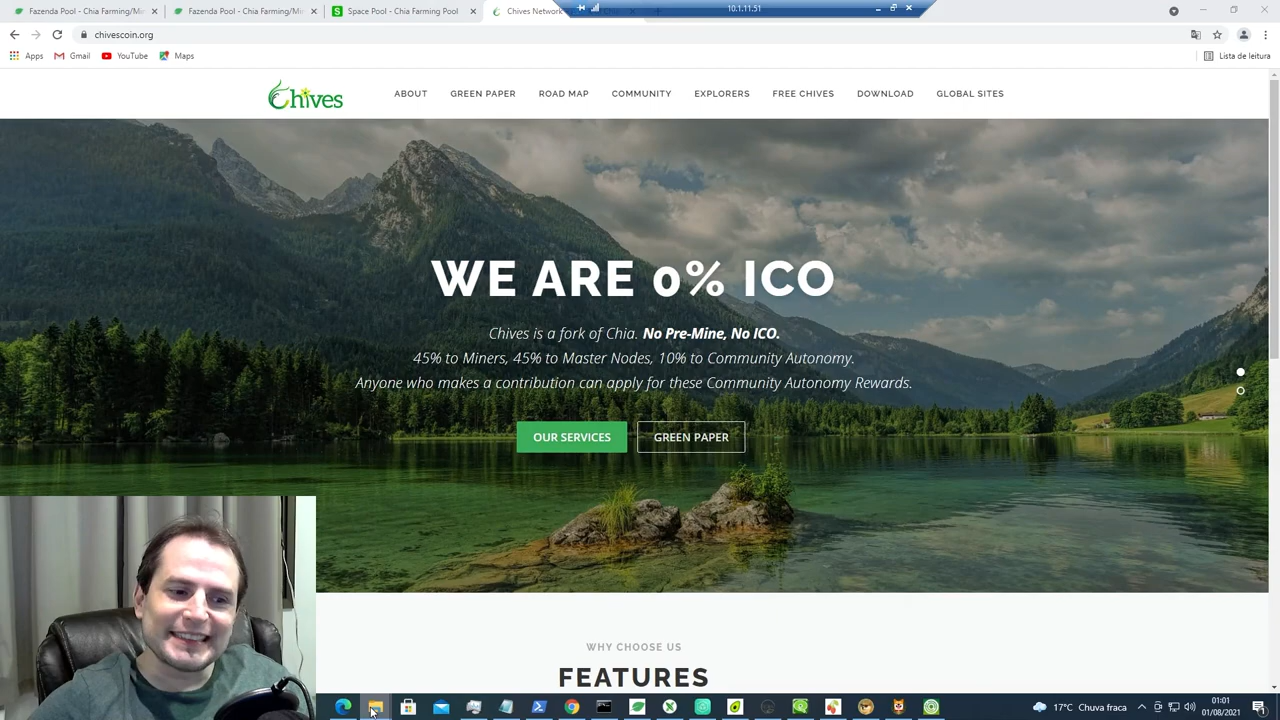 Fazenda Pool - Chia Farming/Mir
Fazenda Pool - Chia Farming/Mir
S
Space Pool - Chia Farming Pool
Chives Network
10.1.11.51
chivescoin.org
Apps
Gmail
YouTube
Maps
Lista de leitura
Chives
ABOUT
GREEN PAPER
ROAD MAP
COMMUNITY
EXPLORERS
FREE CHIVES
DOWNLOAD
GLOBAL SITES
WE ARE 0% ICO
Chives is a fork of Chia. No Pre-Mine, No ICO.
45% to Miners, 45% to Master Nodes, 10% to Community Autonomy.
Anyone who makes a contribution can apply for these Community Autonomy Rewards.
OUR SERVICES
GREEN PAPER
WHY CHOOSE US
FEATURES
17°C Chuva fraca
01:01
01/08/2021